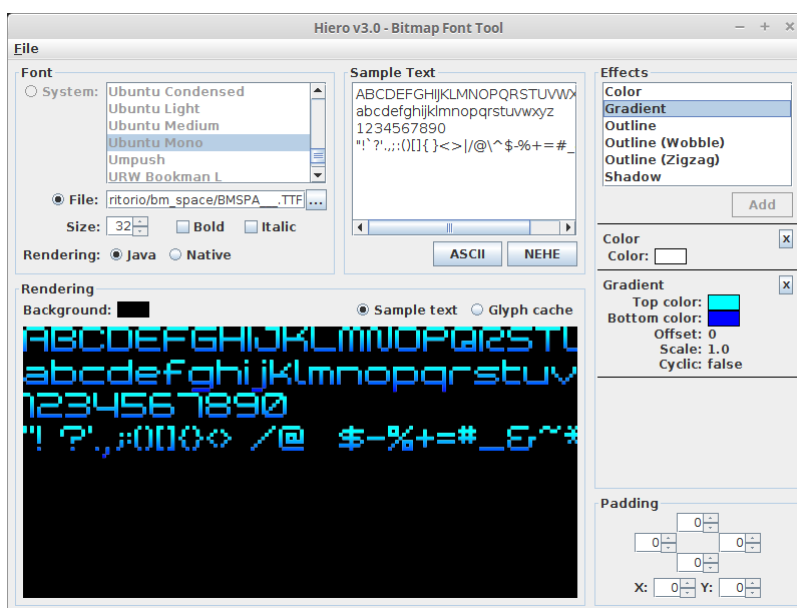 Hiero v3.0 - Bitmap Font Tool
File
Font
System:
Ubuntu Condensed
Ubuntu Light
Ubuntu Medium
Ubuntu Mono
Umpush
URW Bookman L
File: ritorio/bm_space/BMSPA___.TTF ...
Size: 32 Bold Italic
Rendering: Java Native
Sample Text
ABCDEFGHIJKLMNOPQRSTUVWX
abcdefghijklmnopqrstuvwxyz
1234567890
"!`?'.,;:()[]{}<>|/@\^$-%+=#_
ASCII NEHE
Effects
Color
Gradient
Outline
Outline (Wobble)
Outline (Zigzag)
Shadow
Add
Color x
Color:
Gradient x
Top color:
Bottom color:
Offset: 0
Scale: 1.0
Cyclic: false
Rendering
Background: Sample text Glyph cache
ABCDEFGHIJKLMNOPQRSTU
abcdefghijklmnopqrstuv
1234567890
"! ?'.,;:()[]{}<> /@ $-%+=#_&~*
Padding
0
0 0
0
X: 0 Y: 0